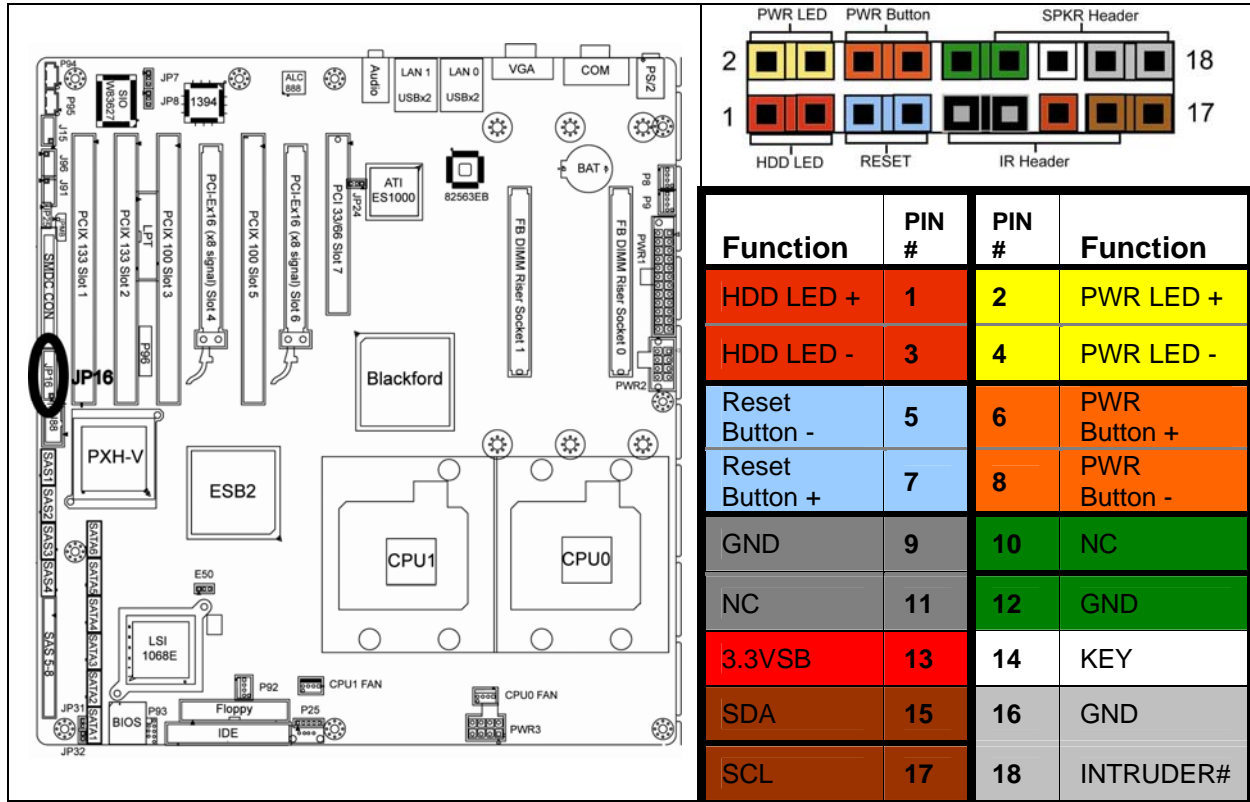 P94
P95
J15
J96
J91
SMDC CON
JP16
JP16
SIO
W83627
JP7
JP8
1394
ALC
888
Audio
LAN 1
USBx2
LAN 0
USBx2
VGA
COM
PS/2
PCIX 133 Slot 1
PCIX 133 Slot 2
LPT
P96
PCIX 100 Slot 3
PCI-Ex16 (x8 signal) Slot 4
PCIX 100 Slot 5
PCI-Ex16 (x8 signal) Slot 6
PCI 33/66 Slot 7
JP24
ATI
ES1000
82563EB
BAT
P8
P9
PWR1
FB DIMM Riser Socket 1
FB DIMM Riser Socket 0
PWR2
Blackford
PXH-V
ESB2
CPU1
CPU0
SAS1
SAS2
SAS3
SAS4
SAS 5-8
SATA6
SATA5
SATA4
SATA3
SATA2
SATA1
E50
LSI
1068E
JP31
JP32
BIOS
P93
P92
Floppy
IDE
CPU1 FAN
P25
CPU0 FAN
PWR3
PWR LED PWR Button SPKR Header
2 18
1 17
HDD LED RESET IR Header
Function PIN # PIN # Function
HDD LED + 1 2 PWR LED +
HDD LED - 3 4 PWR LED -
Reset Button - 5 6 PWR Button +
Reset Button + 7 8 PWR Button -
GND 9 10 NC
NC 11 12 GND
3.3VSB 13 14 KEY
SDA 15 16 GND
SCL 17 18 INTRUDER#